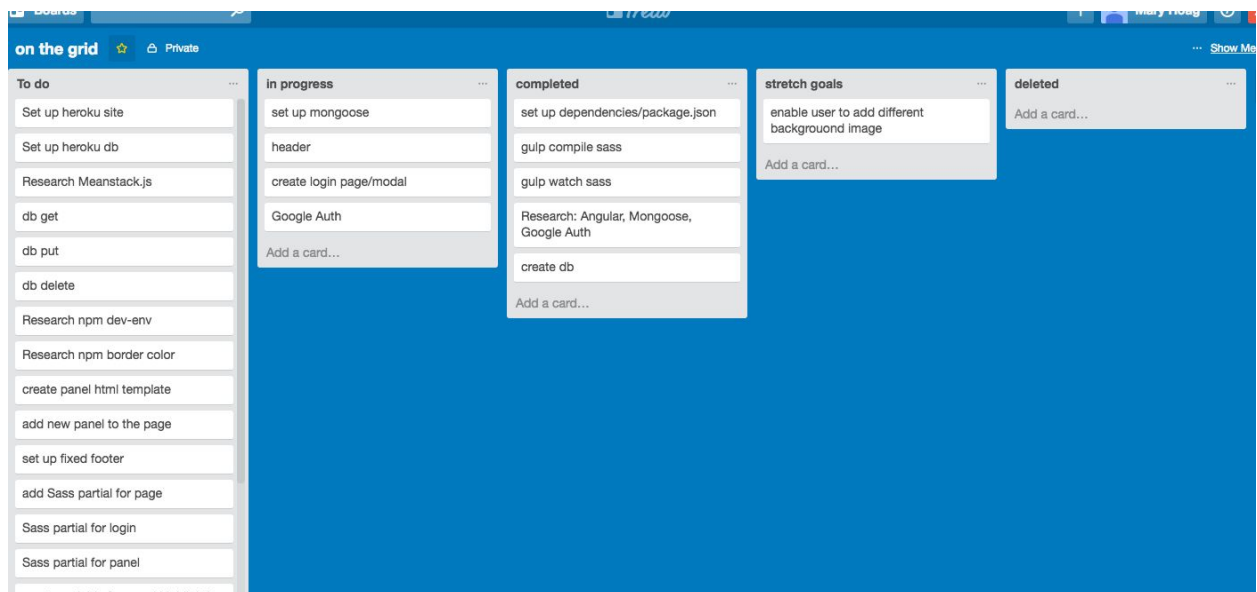 Boards
Trello
Mary Hoag
on the grid
Private
... Show Me
To do ...
Set up heroku site
Set up heroku db
Research Meanstack.js
db get
db put
db delete
Research npm dev-env
Research npm border color
create panel html template
add new panel to the page
set up fixed footer
add Sass partial for page
Sass partial for login
Sass partial for panel
in progress ...
set up mongoose
header
create login page/modal
Google Auth
Add a card...
completed ...
set up dependencies/package.json
gulp compile sass
gulp watch sass
Research: Angular, Mongoose,
Google Auth
create db
Add a card...
stretch goals ...
enable user to add different
backgrouond image
Add a card...
deleted ...
Add a card...